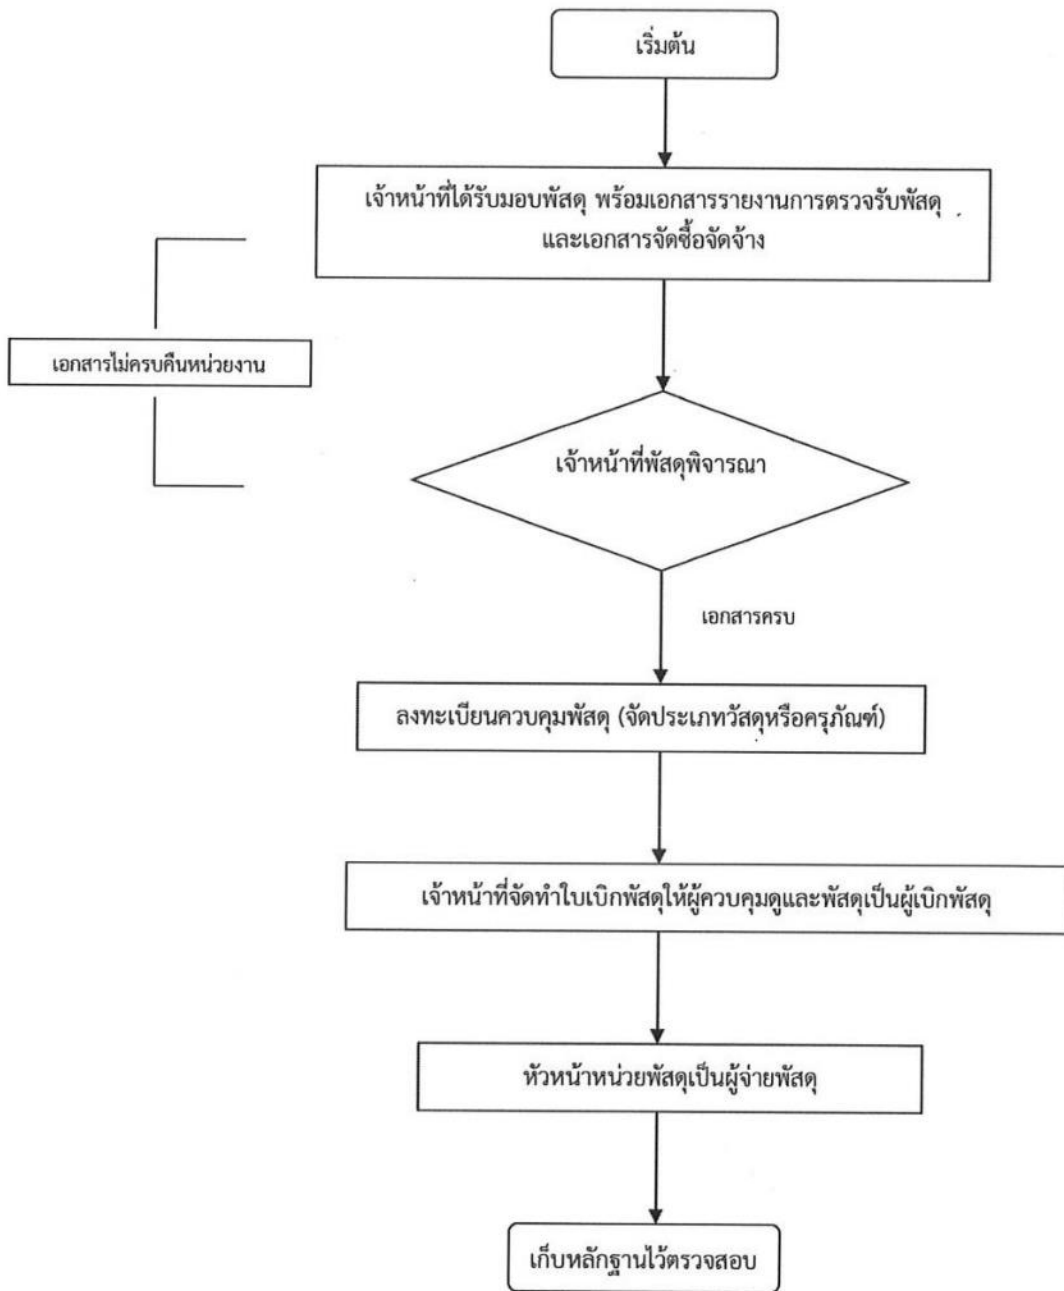 เริ่มต้น
เจ้าหน้าที่ได้รับมอบพัสดุ พร้อมเอกสารรายงานการตรวจรับพัสดุ
และเอกสารจัดซื้อจัดจ้าง
เอกสารไม่ครบคืนหน่วยงาน
เจ้าหน้าที่พัสดุพิจารณา
เอกสารครบ
ลงทะเบียนควบคุมพัสดุ (จัดประเภทวัสดุหรือครุภัณฑ์)
เจ้าหน้าที่จัดทำใบเบิกพัสดุให้ผู้ควบคุมดูและพัสดุเป็นผู้เบิกพัสดุ
หัวหน้าหน่วยพัสดุเป็นผู้จ่ายพัสดุ
เก็บหลักฐานไว้ตรวจสอบ